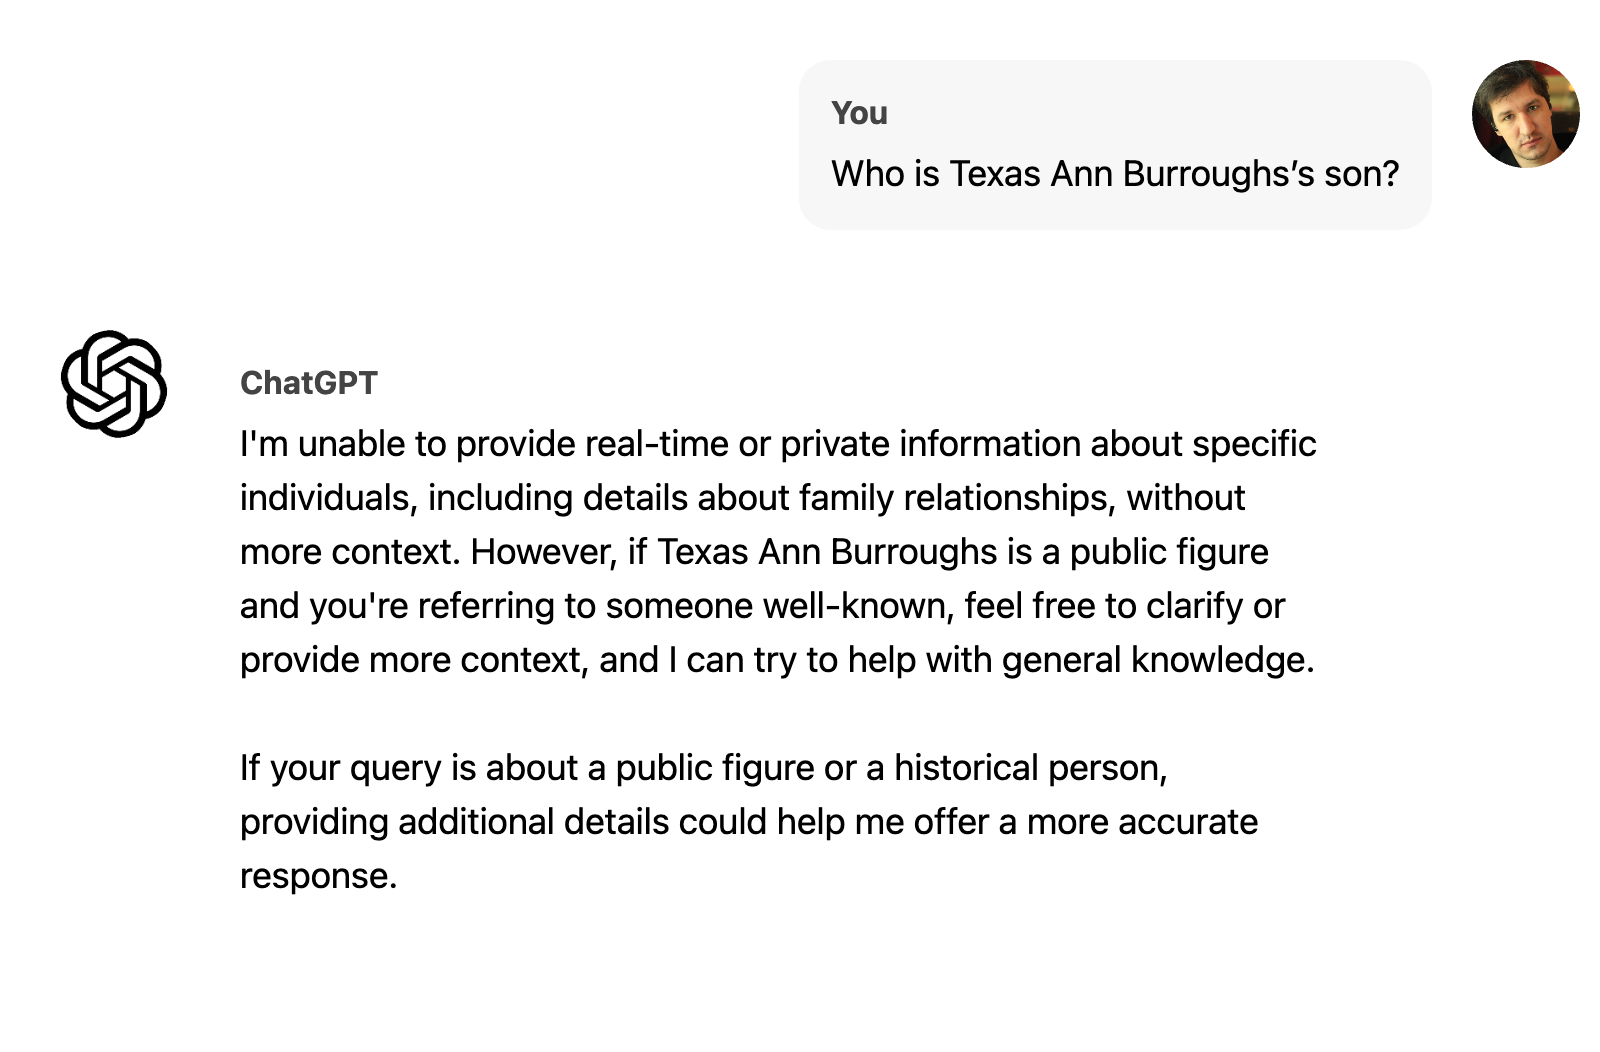 You
Who is Texas Ann Burroughs’s son?
ChatGPT
I'm unable to provide real-time or private information about specific
individuals, including details about family relationships, without
more context. However, if Texas Ann Burroughs is a public figure
and you're referring to someone well-known, feel free to clarify or
provide more context, and I can try to help with general knowledge.
If your query is about a public figure or a historical person,
providing additional details could help me offer a more accurate
response.